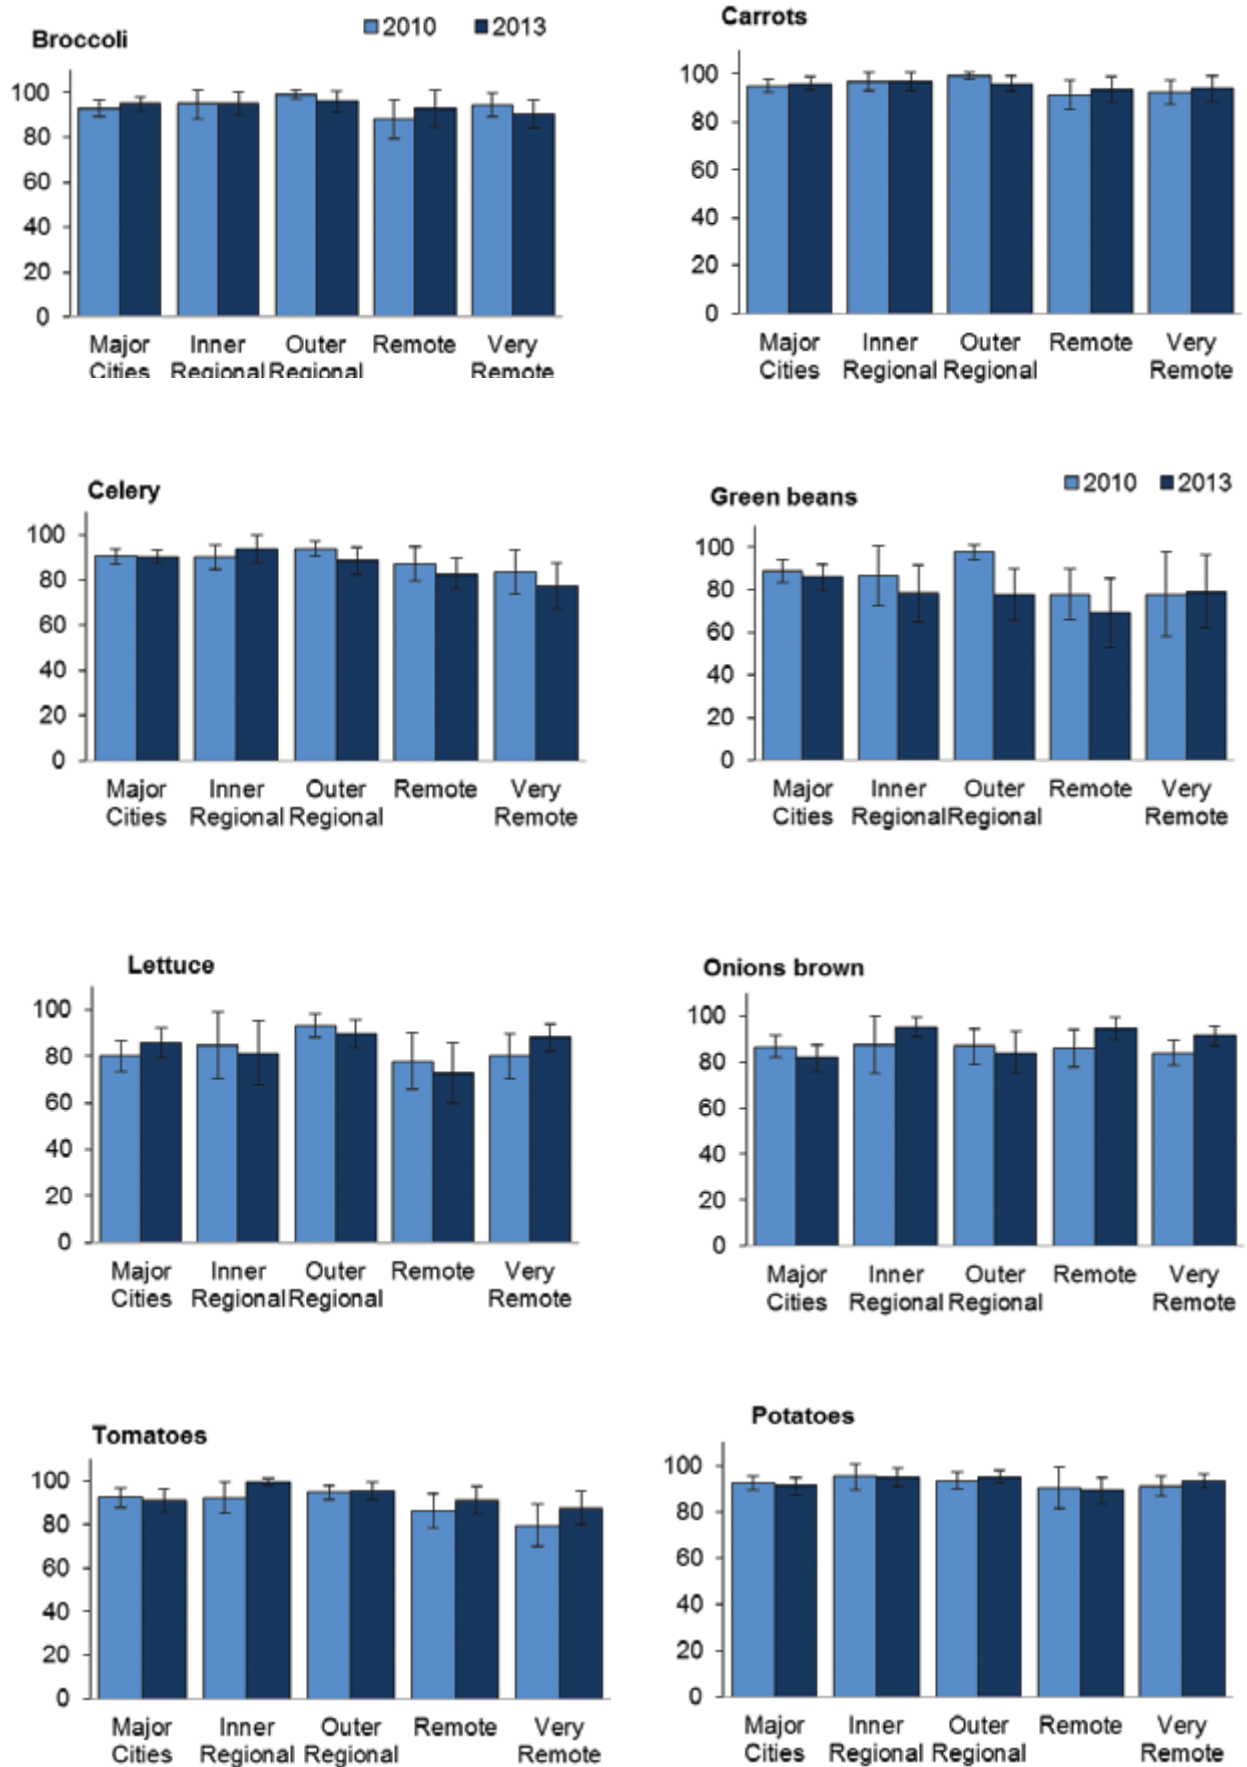 Broccoli
2010 2013
100
80
60
40
20
0
Major Inner Outer Remote Very
Cities Regional Regional Remote
Carrots
100
80
60
40
20
0
Major Inner Outer Remote Very
Cities Regional Regional Remote
Celery
100
80
60
40
20
0
Major Inner Outer Remote Very
Cities Regional Regional Remote
Green beans
2010 2013
100
80
60
40
20
0
Major Inner Outer Remote Very
Cities Regional Regional Remote
Lettuce
100
80
60
40
20
0
Major Inner Outer Remote Very
Cities Regional Regional Remote
Onions brown
100
80
60
40
20
0
Major Inner Outer Remote Very
Cities Regional Regional Remote
Tomatoes
100
80
60
40
20
0
Major Inner Outer Remote Very
Cities Regional Regional Remote
Potatoes
100
80
60
40
20
0
Major Inner Outer Remote Very
Cities Regional Regional Remote